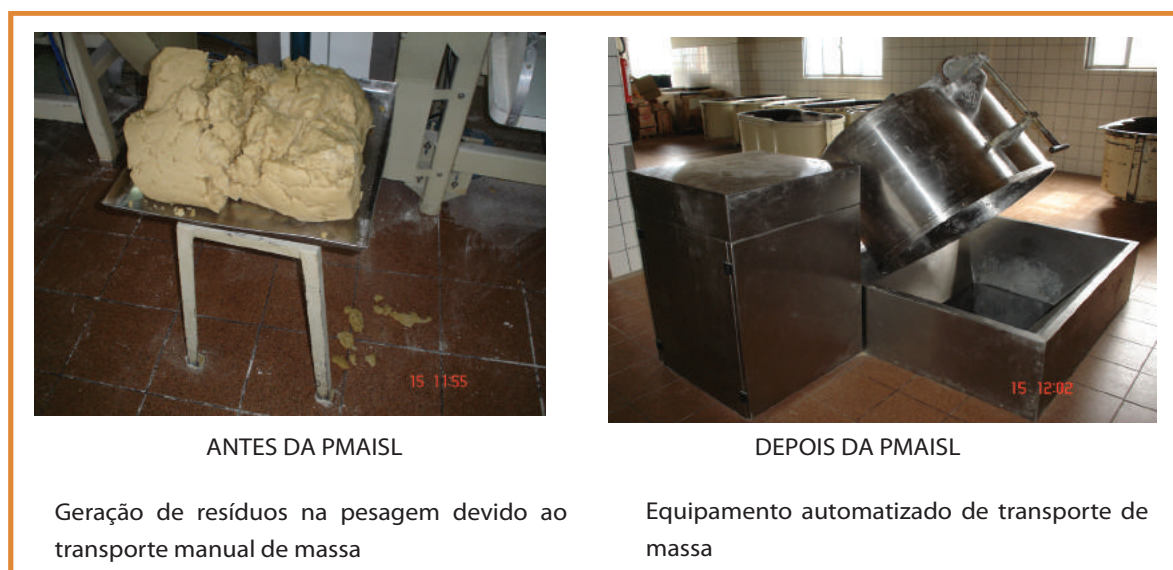 15 11:55
15 12:02
ANTES DA PMAISL
DEPOIS DA PMAISL
Geração de resíduos na pesagem devido ao
transporte manual de massa
Equipamento automatizado de transporte de
massa